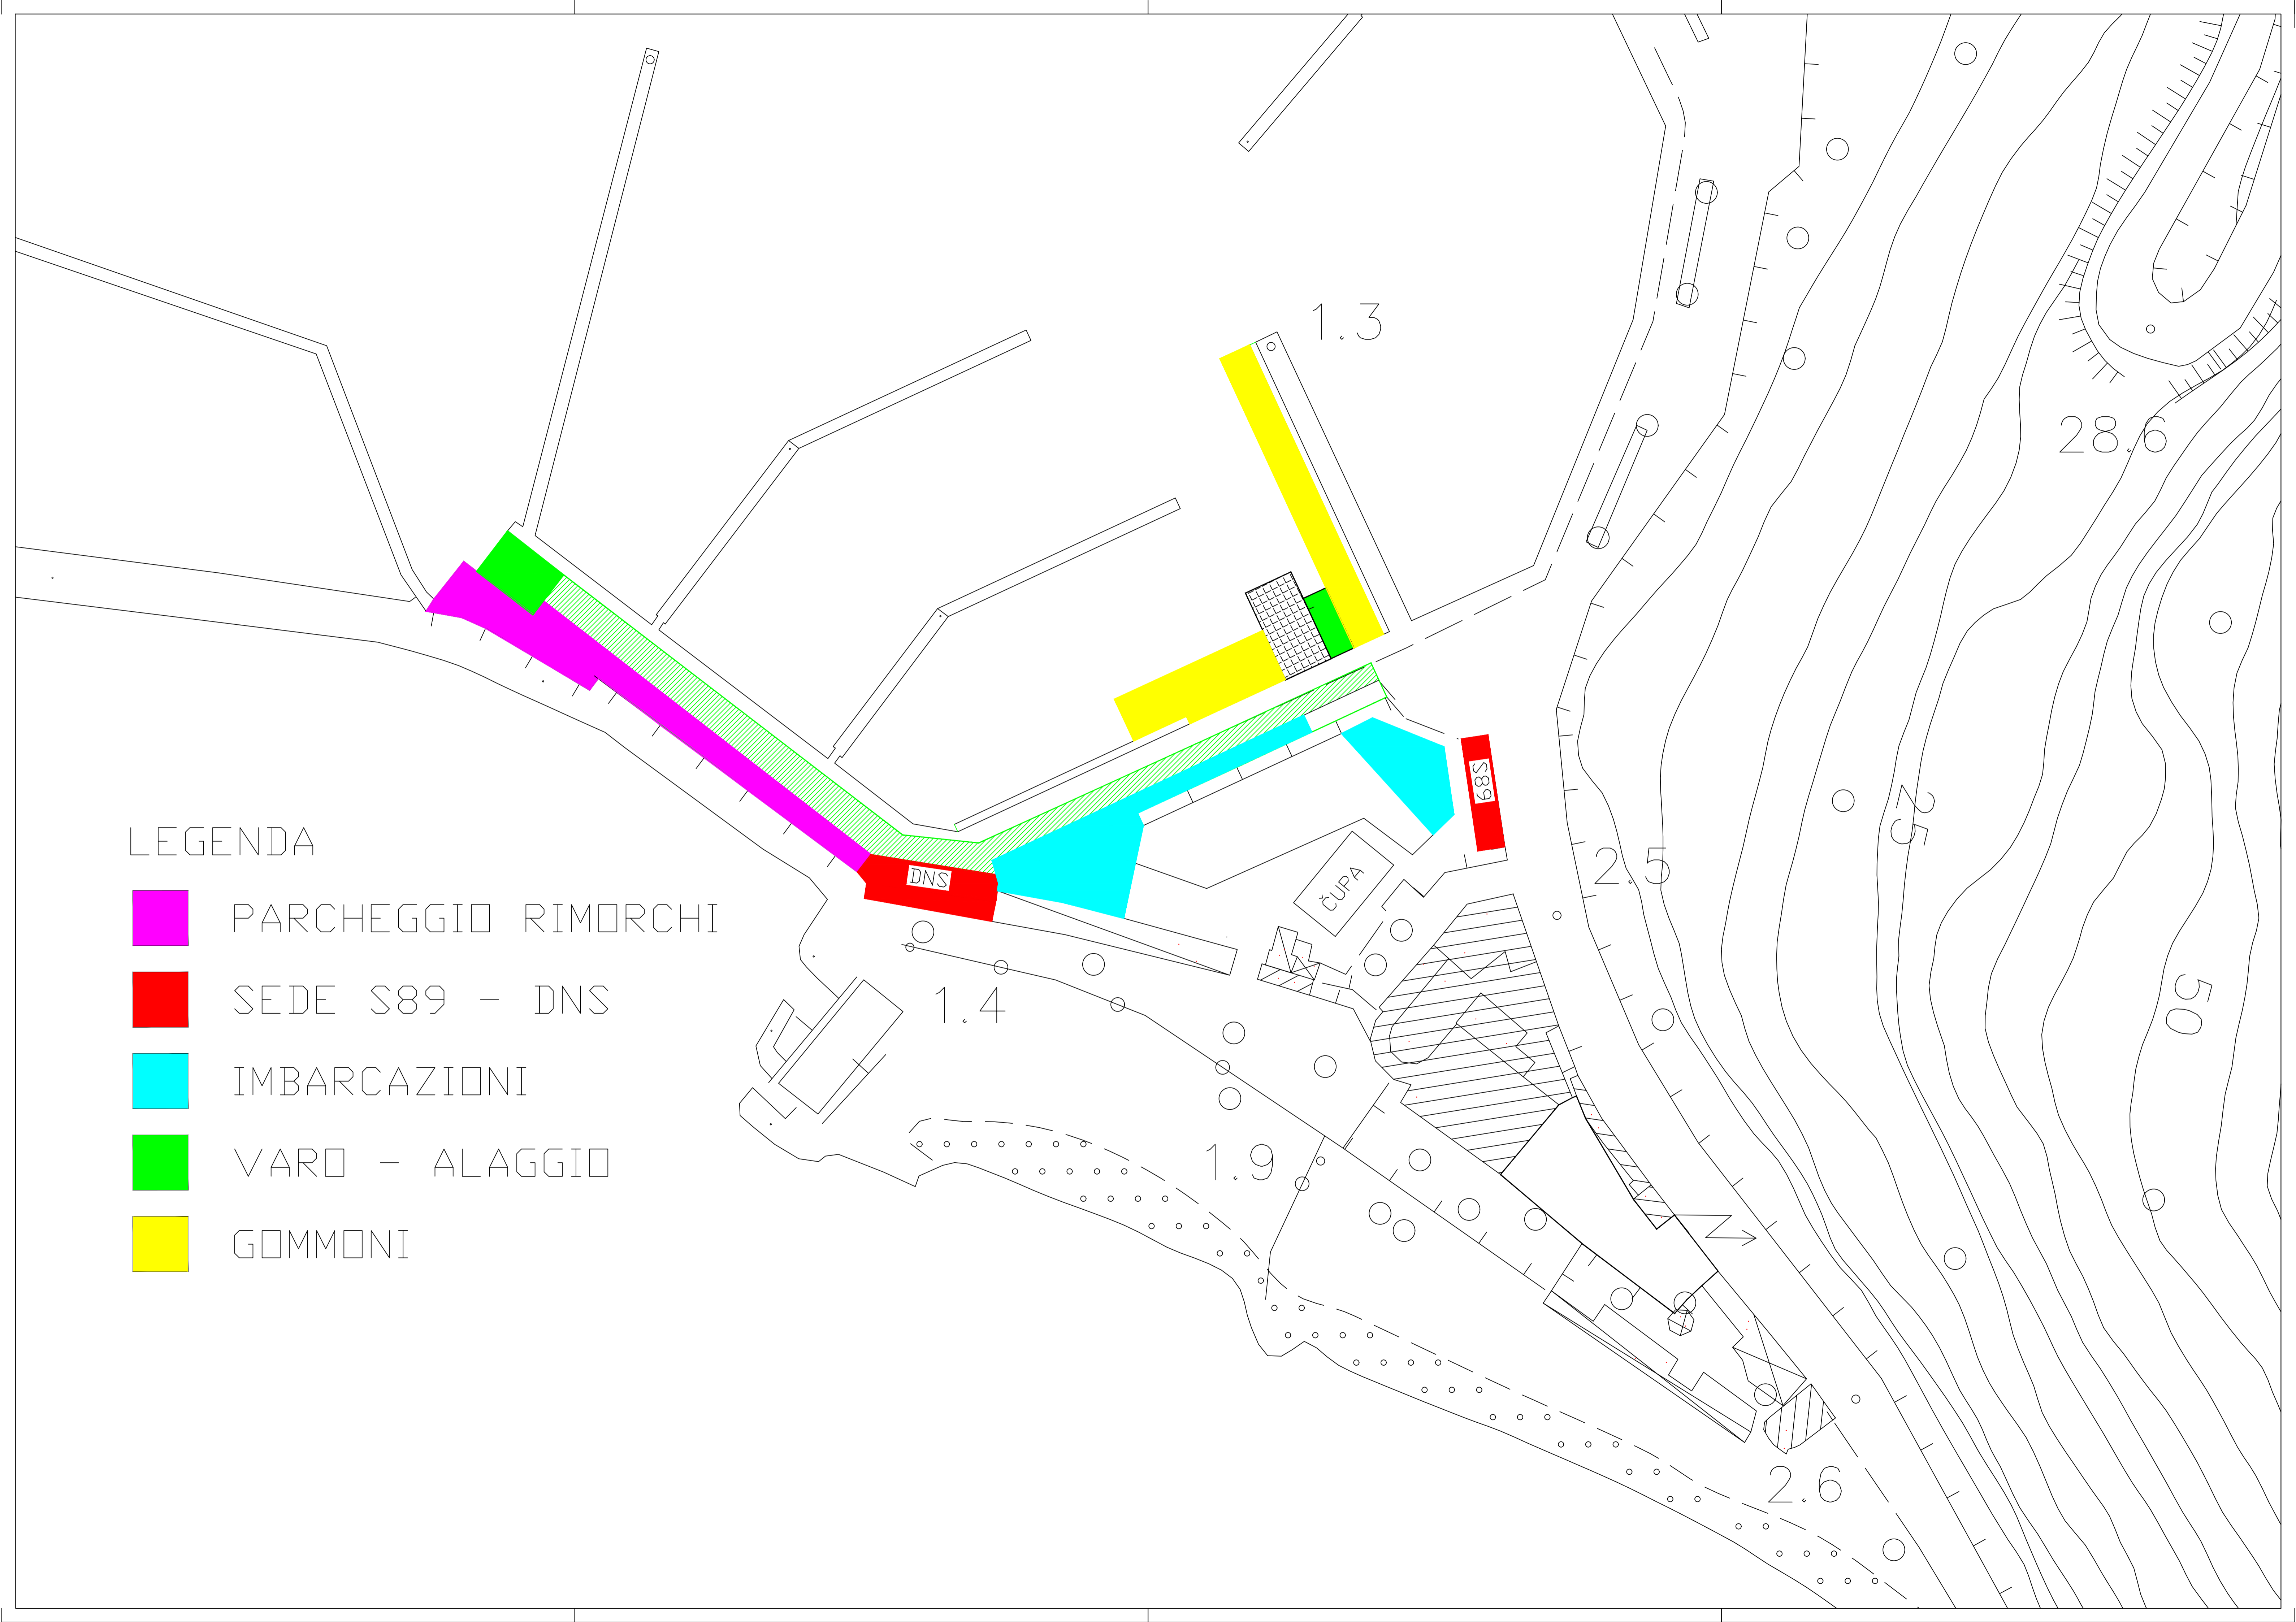 1.3
28.6
S89
25
2.5
LEGENDA
DNS
ČUPA
PARCHEGGIO RIMORCHI
SEDE S89 - DNS
1.4
50
IMBARCAZIONI
VARO - ALAGGIO
1.9
GOMMONI
2.6